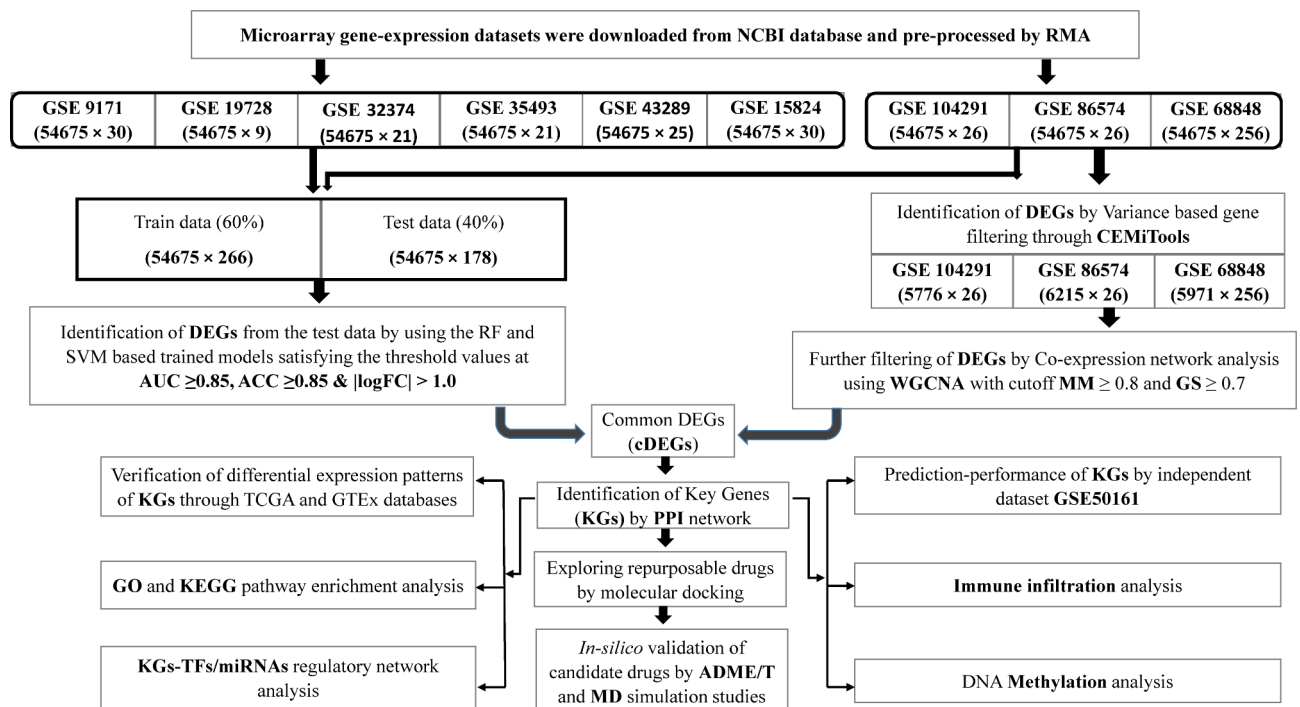 Microarray gene-expression datasets were downloaded from NCBI database and pre-processed by RMA
GSE 9171
(54675 × 30)
GSE 19728
(54675 × 9)
GSE 32374
(54675 × 21)
GSE 35493
(54675 × 21)
GSE 43289
(54675 × 25)
GSE 15824
(54675 × 30)
GSE 104291
(54675 × 26)
GSE 86574
(54675 × 26)
GSE 68848
(54675 × 256)
Train data (60%)
(54675 × 266)
Test data (40%)
(54675 × 178)
Identification of DEGs by Variance based gene
filtering through CEMiTools
GSE 104291
(5776 × 26)
GSE 86574
(6215 × 26)
GSE 68848
(5971 × 256)
Identification of DEGs from the test data by using the RF and
SVM based trained models satisfying the threshold values at
AUC ≥0.85, ACC ≥0.85 & |logFC| > 1.0
Further filtering of DEGs by Co-expression network analysis
using WGCNA with cutoff MM ≥ 0.8 and GS ≥ 0.7
Common DEGs
(cDEGs)
Verification of differential expression patterns
of KGs through TCGA and GTEx databases
Identification of Key Genes
(KGs) by PPI network
Prediction-performance of KGs by independent
dataset GSE50161
GO and KEGG pathway enrichment analysis
Exploring repurposable drugs
by molecular docking
Immune infiltration analysis
KGs-TFs/miRNAs regulatory network
analysis
In-silico validation of
candidate drugs by ADME/T
and MD simulation studies
DNA Methylation analysis